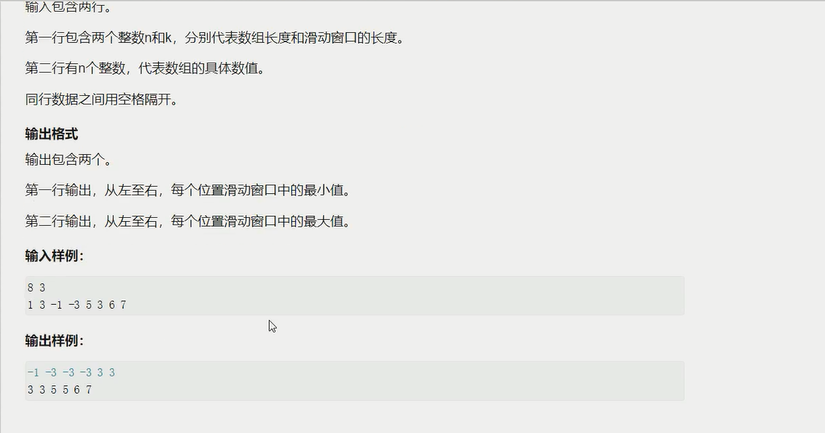 输入包含两行。
第一行包含两个整数n和k，分别代表数组长度和滑动窗口的长度。
第二行有n个整数，代表数组的具体数值。
同行数据之间用空格隔开。
输出格式
输出包含两个。
第一行输出，从左至右，每个位置滑动窗口中的最小值。
第二行输出，从左至右，每个位置滑动窗口中的最大值。
输入样例：
8 3
1 3 -1 -3 5 3 6 7
输出样例：
-1 -3 -3 -3 3 3
3 3 5 5 6 7